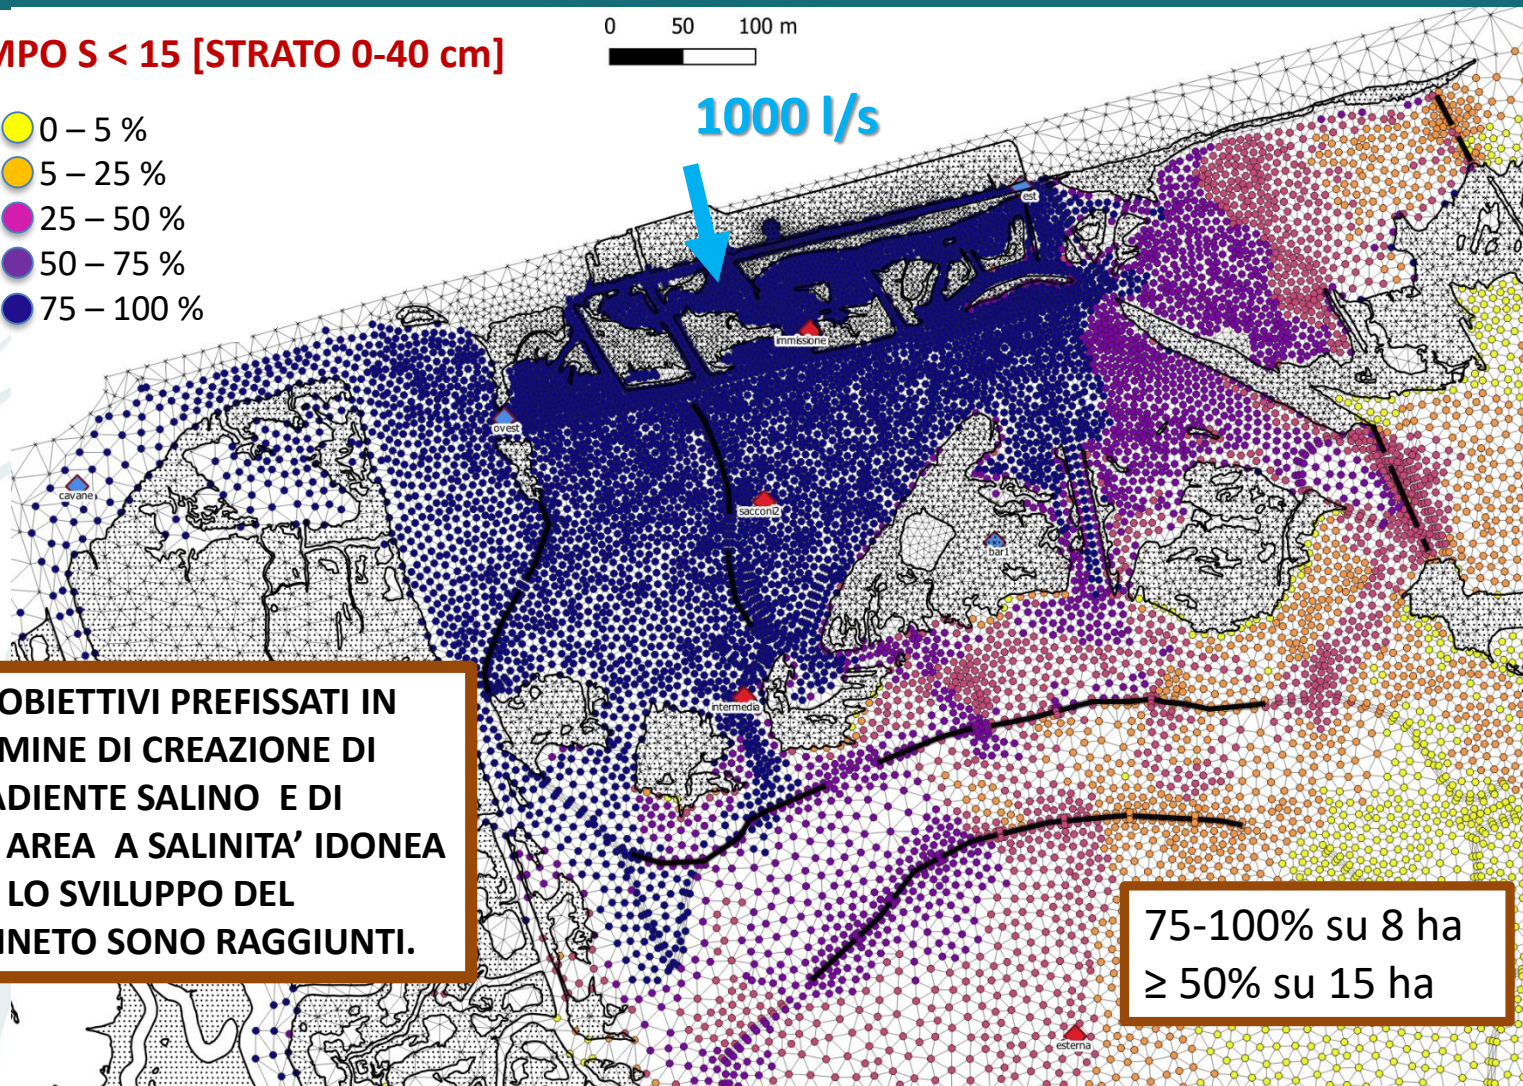 MPO S < 15 [STRATO 0-40 cm]
0 50 100 m
1000 l/s
0 – 5 %
5 – 25 %
25 – 50 %
50 – 75 %
75 – 100 %
est
immissione
ovest
cavane
sacconi2
bar1
intermedia
OBIETTIVI PREFISSATI IN
MINE DI CREAZIONE DI
ADIENTE SALINO E DI
AREA A SALINITA’ IDONEA
LO SVILUPPO DEL
NETO SONO RAGGIUNTI.
75-100% su 8 ha
≥ 50% su 15 ha
esterna